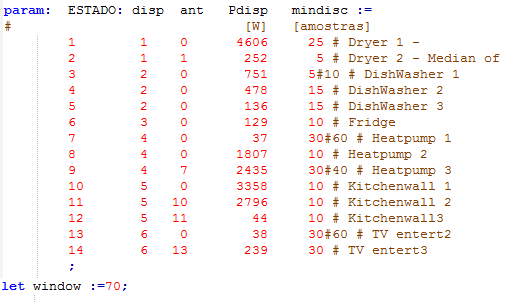 param: ESTADO: disp ant Pdisp mindisc :=
# [W] [amostras]
1 1 0 4606 25 # Dryer 1 -
2 1 1 252 5 # Dryer 2 - Median of
3 2 0 751 5#10 # DishWasher 1
4 2 0 478 15 # DishWasher 2
5 2 0 136 15 # DishWasher 3
6 3 0 129 10 # Fridge
7 4 0 37 30#60 # Heatpump 1
8 4 0 1807 10 # Heatpump 2
9 4 7 2435 30#40 # Heatpump 3
10 5 0 3358 10 # Kitchenwall 1
11 5 10 2796 10 # Kitchenwall 2
12 5 11 44 10 # Kitchenwall3
13 6 0 38 30#60 # TV entert2
14 6 13 239 30 # TV entert3
;
let window :=70;